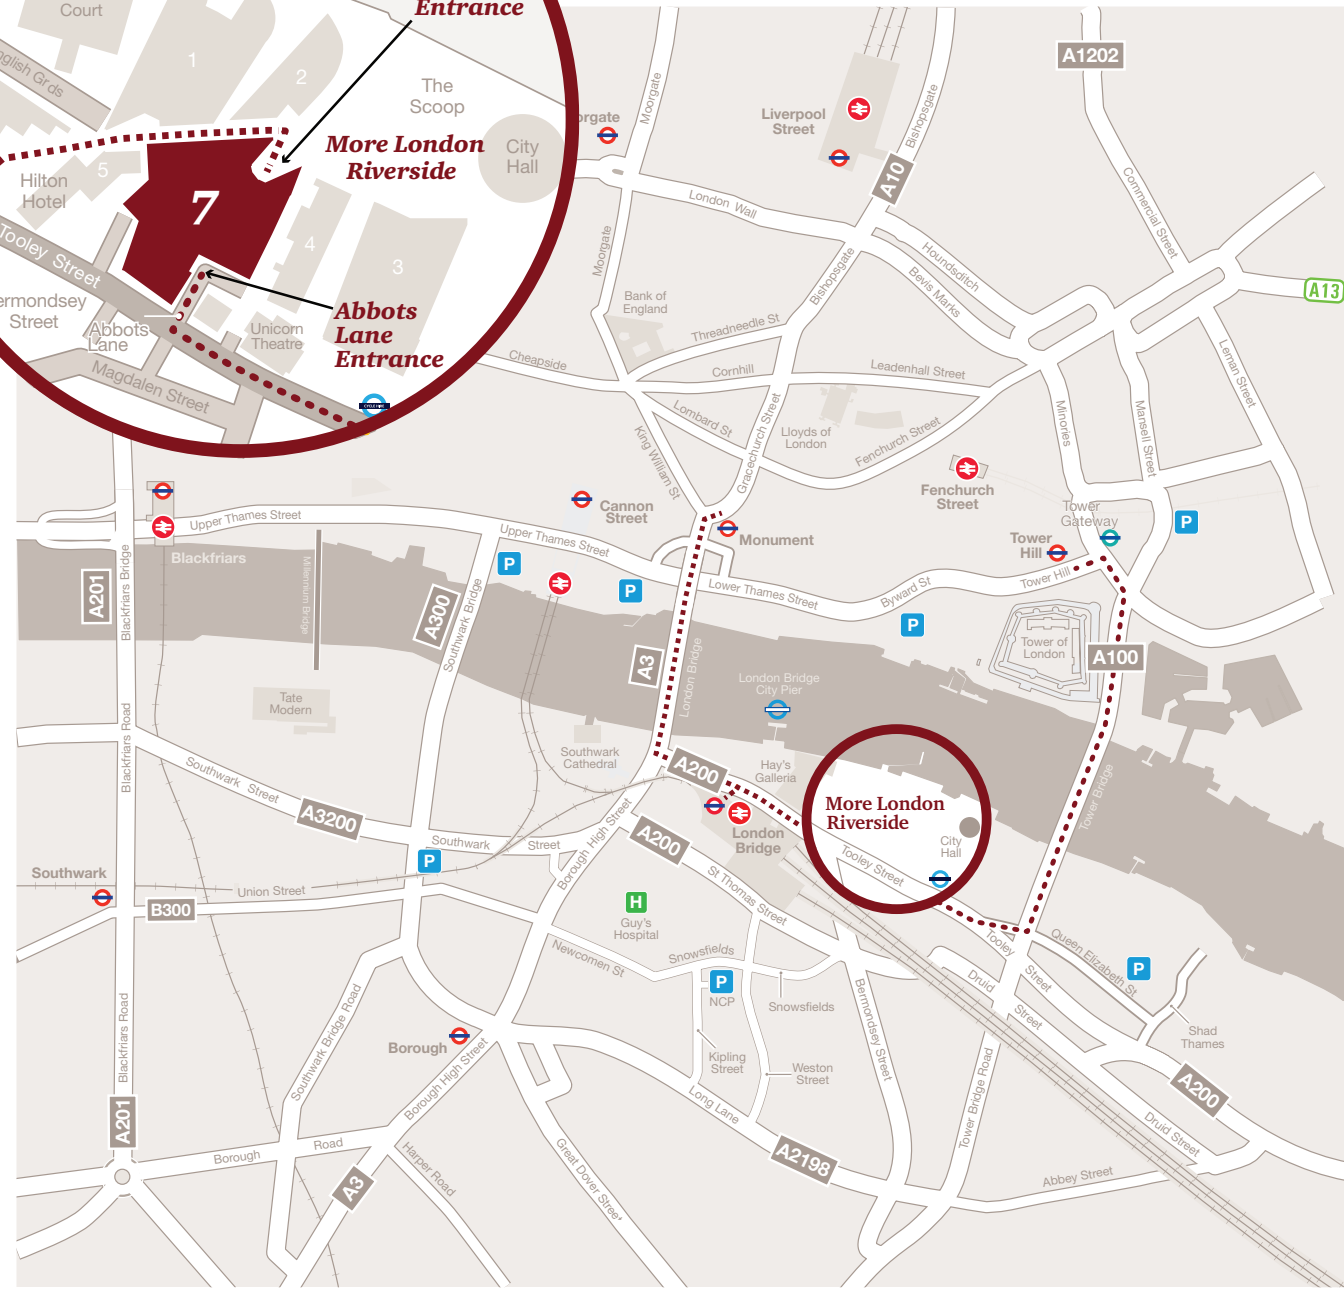 Court
Entrance
1
2
English Grds
The
Scoop
City
Hall
More London
Riverside
5
Hilton
Hotel
7
4
3
Tooley Street
Bermondsey
Street
Abbots
Lane
Unicorn
Theatre
Abbots
Lane
Entrance
Magdalen Street
Moorgate
A1202
Liverpool
Street
Bishopsgate
orgate
A10
London Wall
Commercial Street
Houndsditch
Bevis Marks
Moorgate
Bishopsgate
A13
Bank of
England
Threadneedle St
Cheapside
Cornhill
Leadenhall Street
Leman Street
Lombard St
King William St
Gracechurch Street
Lloyds of
London
Fenchurch Street
Minories
Mansell Street
Fenchurch
Street
Cannon
Street
Tower
Gateway
P
Upper Thames Street
Upper Thames Street
Monument
Tower
Hill
Blackfriars
P
P
Lower Thames Street
Byward St
Tower Hill
P
A201
Blackfriars Bridge
Millennium Bridge
A300
Southwark Bridge
A3
London Bridge
Tower of
London
A100
London Bridge
City Pier
Tate
Modern
Southwark
Cathedral
Hay's
Galleria
A200
Blackfriars Road
Southwark Street
A3200
Tower Bridge
More London
Riverside
City
Hall
London
Bridge
Borough High Street
A200
Southwark
Street
P
Tooley Street
Southwark
Union Street
B300
H
Guy's
Hospital
St Thomas Street
Newcomen St
Snowsfields
P
NCP
Snowsfields
Tooley
Street
Queen Elizabeth St
P
Druid
Street
Shad
Thames
Blackfriars Road
Southwark Bridge Road
Borough
Borough High Street
Kipling
Street
Weston
Street
Bermondsey Street
Long Lane
Tower Bridge Road
A200
Druid Street
A201
Borough
Road
A3
Harper Road
Great Dover Street
A2198
Abbey Street